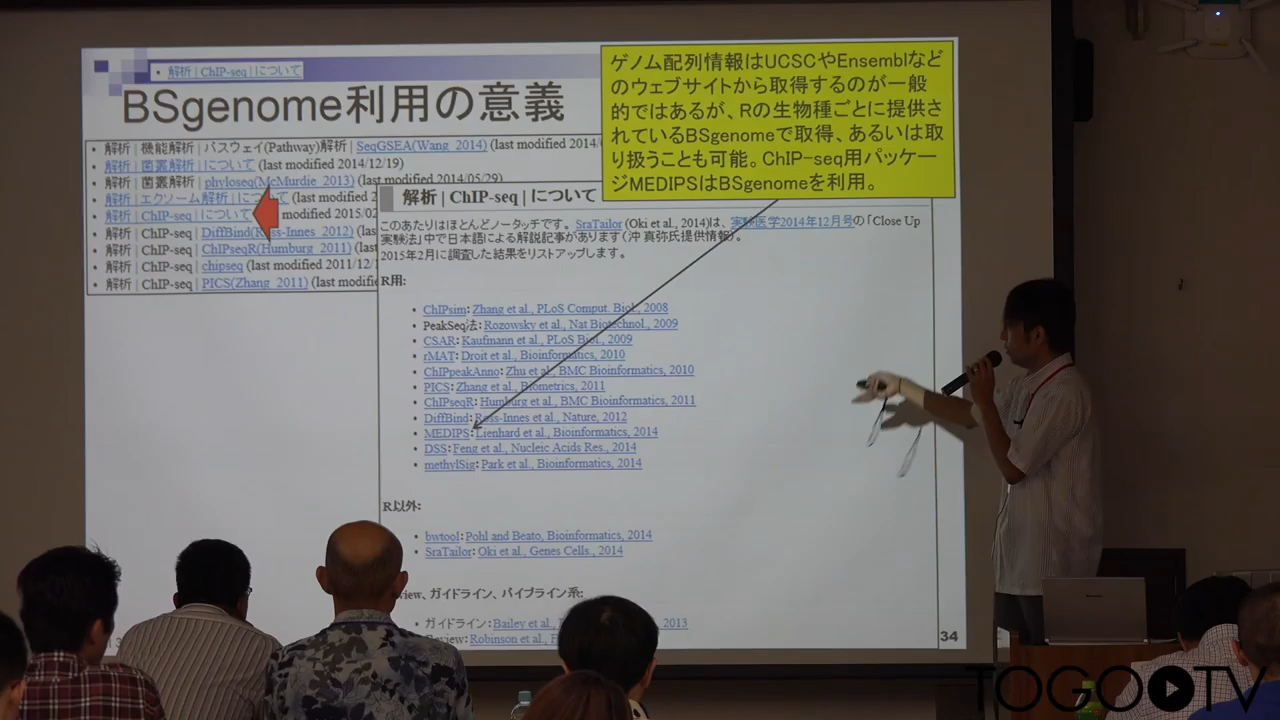 解析 | ChIP-seq | について
BSgenome利用の意義
ゲノム配列情報はUCSCやEnsemblなど
のウェブサイトから取得するのが一般
的ではあるが、Rの生物種ごとに提供さ
れているBSgenomeで取得、あるいは取
り扱うことも可能。ChIP-seq用パッケー
ジMEDIPSはBSgenomeを利用。
• 解析 | 機能解析 | パスウェイ(Pathway)解析 | SeqGSEA(Wang_2014) (last modified 2014/
• 解析 | 菌叢解析 | について (last modified 2014/12/19)
• 解析 | 菌叢解析 | phyloseq(McMurdie_2013) (last modified 2014/05/29)
• 解析 | エクソーム解析 | について (last modified 2
• 解析 | ChIP-seq | について modified 2015/02
• 解析 | ChIP-seq | DiffBind(Ross-Innes_2012) (las
• 解析 | ChIP-seq | ChIPseqR(Humburg_2011) (last
• 解析 | ChIP-seq | chipseq (last modified 2011/12/1
• 解析 | ChIP-seq | PICS(Zhang_2011) (last modifi
解析 | ChIP-seq | について
このあたりはほとんどノータッチです。SraTailor (Oki et al., 2014)は、実験医学2014年12月号の「Close Up
実験法」中で日本語による解説記事があります(沖 真弥氏提供情報)。
2015年2月に調査した結果をリストアップします。
R用:
• ChIPsim: Zhang et al., PLoS Comput. Biol., 2008
• PeakSeq法: Rozowsky et al., Nat Biotechnol., 2009
• CSAR: Kaufmann et al., PLoS Biol., 2009
• rMAT: Droit et al., Bioinformatics, 2010
• ChIPpeakAnno: Zhu et al., BMC Bioinformatics, 2010
• PICS: Zhang et al., Biometrics, 2011
• ChIPseqR: Humburg et al., BMC Bioinformatics, 2011
• DiffBind: Ross-Innes et al., Nature, 2012
• MEDIPS: Lienhard et al., Bioinformatics, 2014
• DSS: Feng et al., Nucleic Acids Res., 2014
• methylSig: Park et al., Bioinformatics, 2014
R以外:
• bwtool: Pohl and Beato, Bioinformatics, 2014
• SraTailor: Oki et al., Genes Cells., 2014
view、ガイドライン、パイプライン系:
• ガイドライン: Bailey et al., 2013
Review: Robinson et al., F
34
TOGOTV